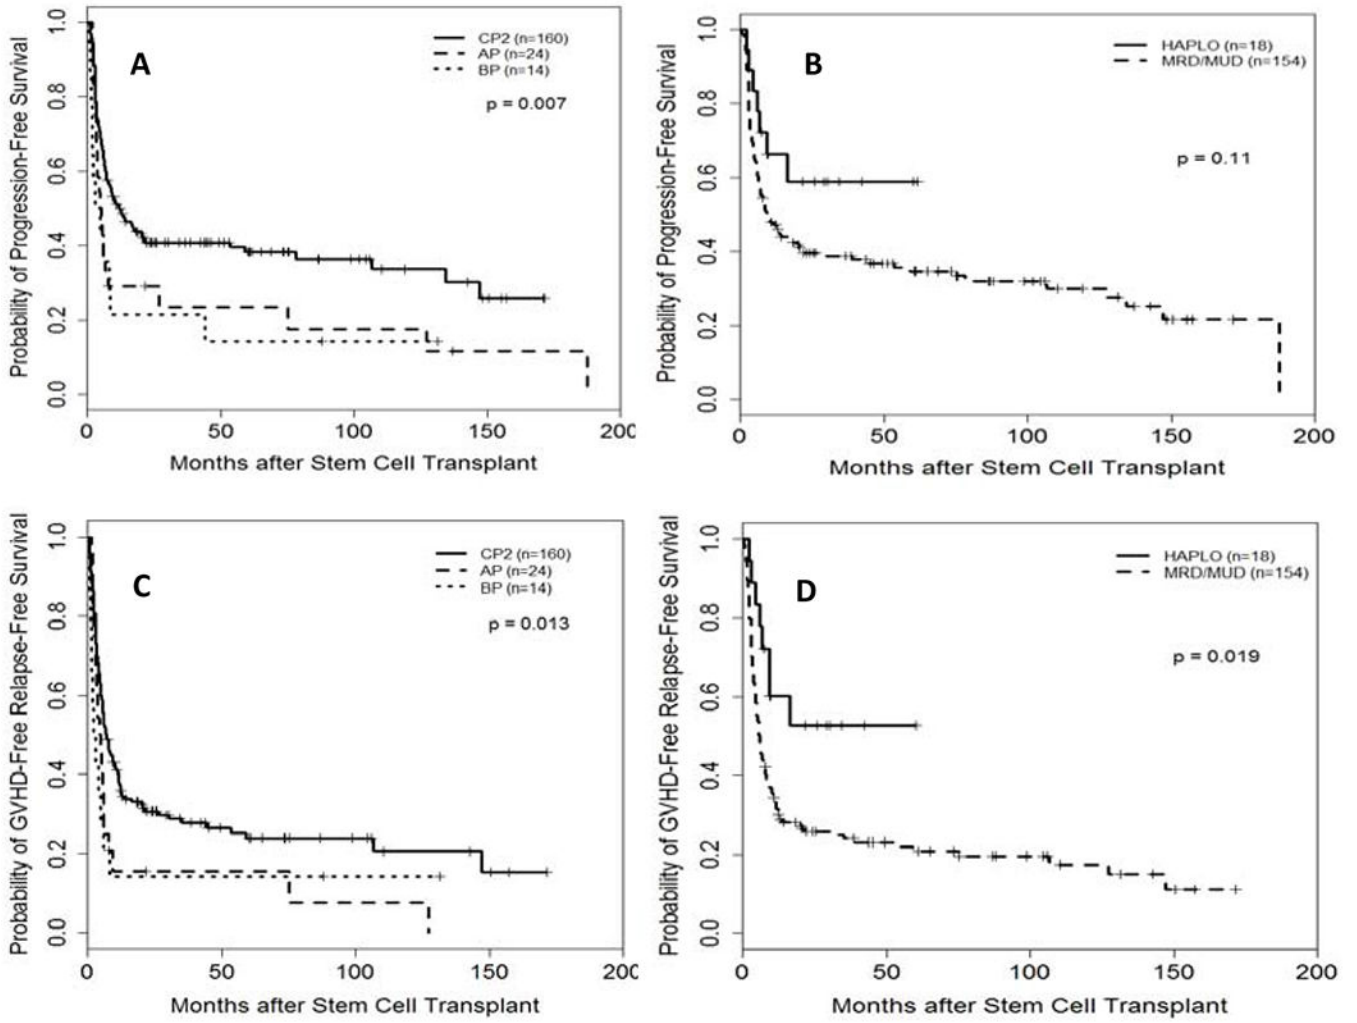 A
CP2 (n=160)
AP (n=24)
BP (n=14)
p = 0.007
Probability of Progression-Free Survival
1.0
0.8
0.6
0.4
0.2
0.0
0 50 100 150 200
Months after Stem Cell Transplant
B
HAPLO (n=18)
MRD/MUD (n=154)
p = 0.11
Probability of Progression-Free Survival
1.0
0.8
0.6
0.4
0.2
0.0
0 50 100 150 200
Months after Stem Cell Transplant
C
CP2 (n=160)
AP (n=24)
BP (n=14)
p = 0.013
Probability of GVHD-Free Relapse-Free Survival
1.0
0.8
0.6
0.4
0.2
0.0
0 50 100 150 200
Months after Stem Cell Transplant
D
HAPLO (n=18)
MRD/MUD (n=154)
p = 0.019
Probability of GVHD-Free Relapse-Free Survival
1.0
0.8
0.6
0.4
0.2
0.0
0 50 100 150 200
Months after Stem Cell Transplant